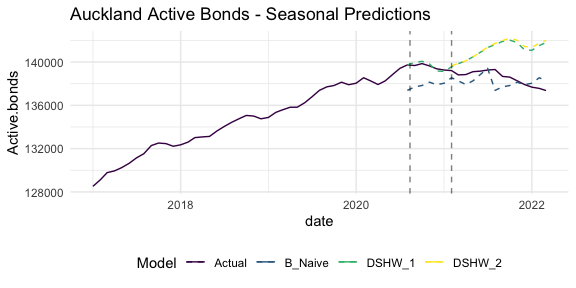 Auckland Active Bonds - Seasonal Predictions
Active.bonds
140000
136000
132000
128000
2018
2020
2022
date
Model
Actual
B_Naive
DSHW_1
DSHW_2